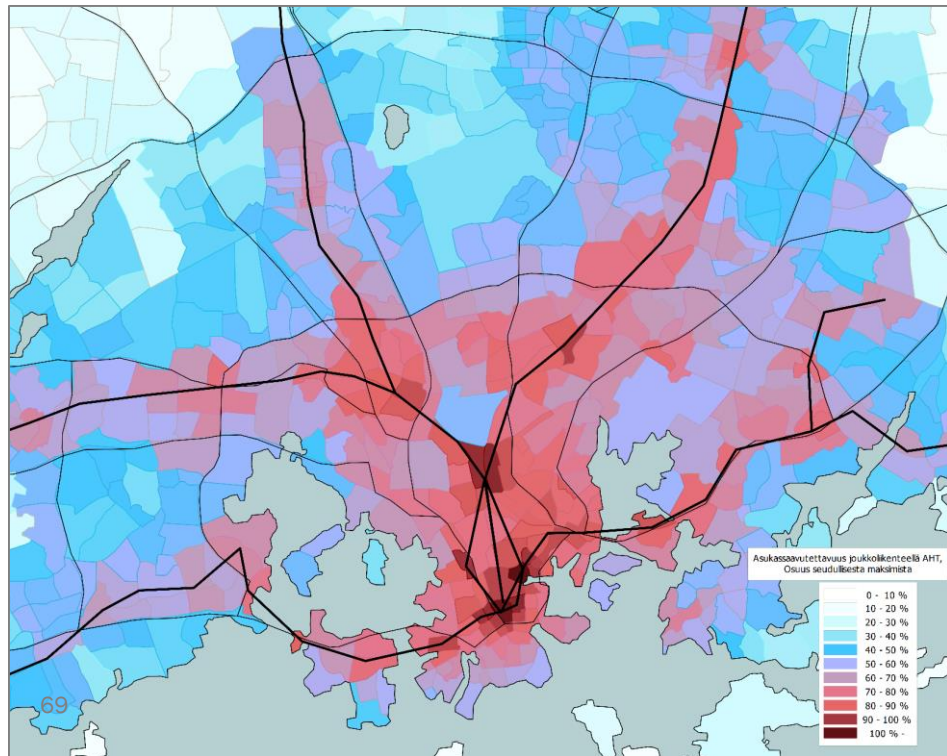 Asukassaavutettavuus joukkoliikenteellä AHT,
Osuus seudullisesta maksimista
0 - 10 %
10 - 20 %
20 - 30 %
30 - 40 %
40 - 50 %
50 - 60 %
60 - 70 %
70 - 80 %
80 - 90 %
90 - 100 %
100 % -
69